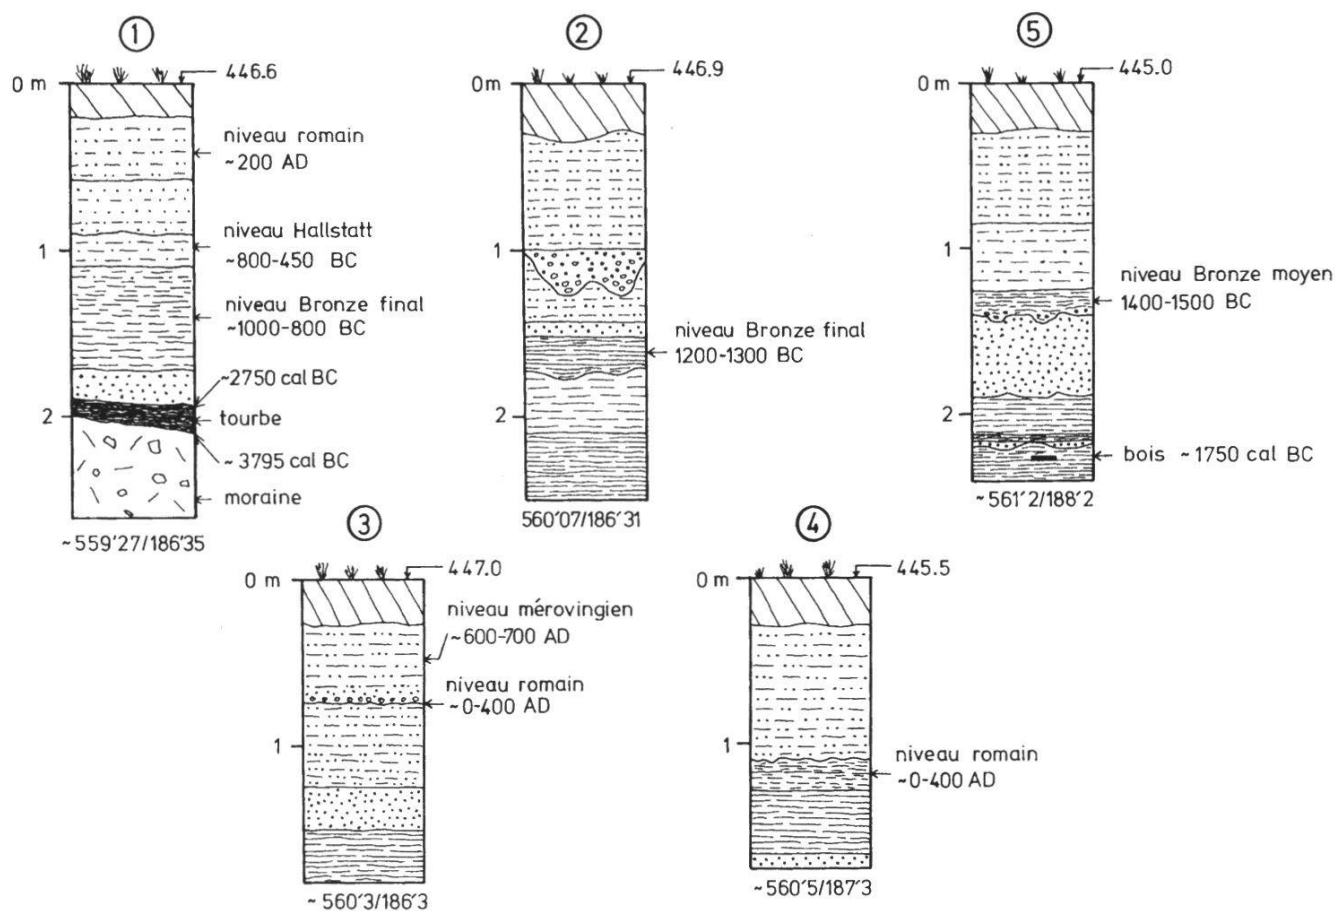 1
0 m
446.6
niveau romain
~200 AD
niveau Hallstatt
~800-450 BC
1
niveau Bronze final
~1000-800 BC
~2750 cal BC
2
tourbe
~3795 cal BC
moraine
~559'27/186'35
2
0 m
446.9
1
niveau Bronze final
1200-1300 BC
2
560'07/186'31
5
0 m
445.0
1
niveau Bronze moyen
1400-1500 BC
2
bois ~1750 cal BC
~561'2/188'2
3
0 m
447.0
niveau mérovingien
~600-700 AD
niveau romain
~0-400 AD
1
~560'3/186'3
4
0 m
445.5
1
niveau romain
~0-400 AD
~560'5/187'3